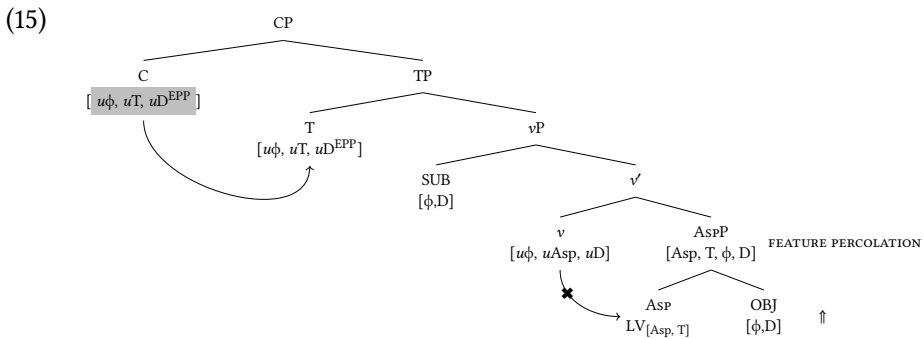 (15)
CP
C TP
[ uϕ, uT, uD^EPP ]
T vP
[uϕ, uT, uD^EPP]
SUB v′
[ϕ,D]
v AspP FEATURE PERCOLATION
[uϕ, uAsp, uD] [Asp, T, ϕ, D]
✖ Asp OBJ
LV[Asp, T] [ϕ,D] ⇑